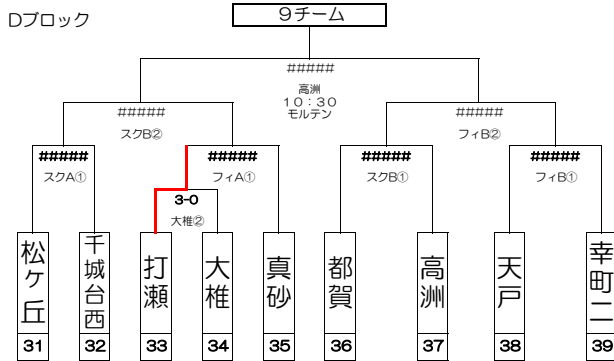 Dブロック
9チーム
#####
高洲
10：30
モルテン
#####
スクB②
#####
フィB②
#####
スクA①
#####
フィA①
#####
スクB①
#####
フィB①
3-0
大椎②
松ヶ丘
千城台西
打瀬
大椎
真砂
都賀
高洲
天戸
幸町二
31
32
33
34
35
36
37
38
39